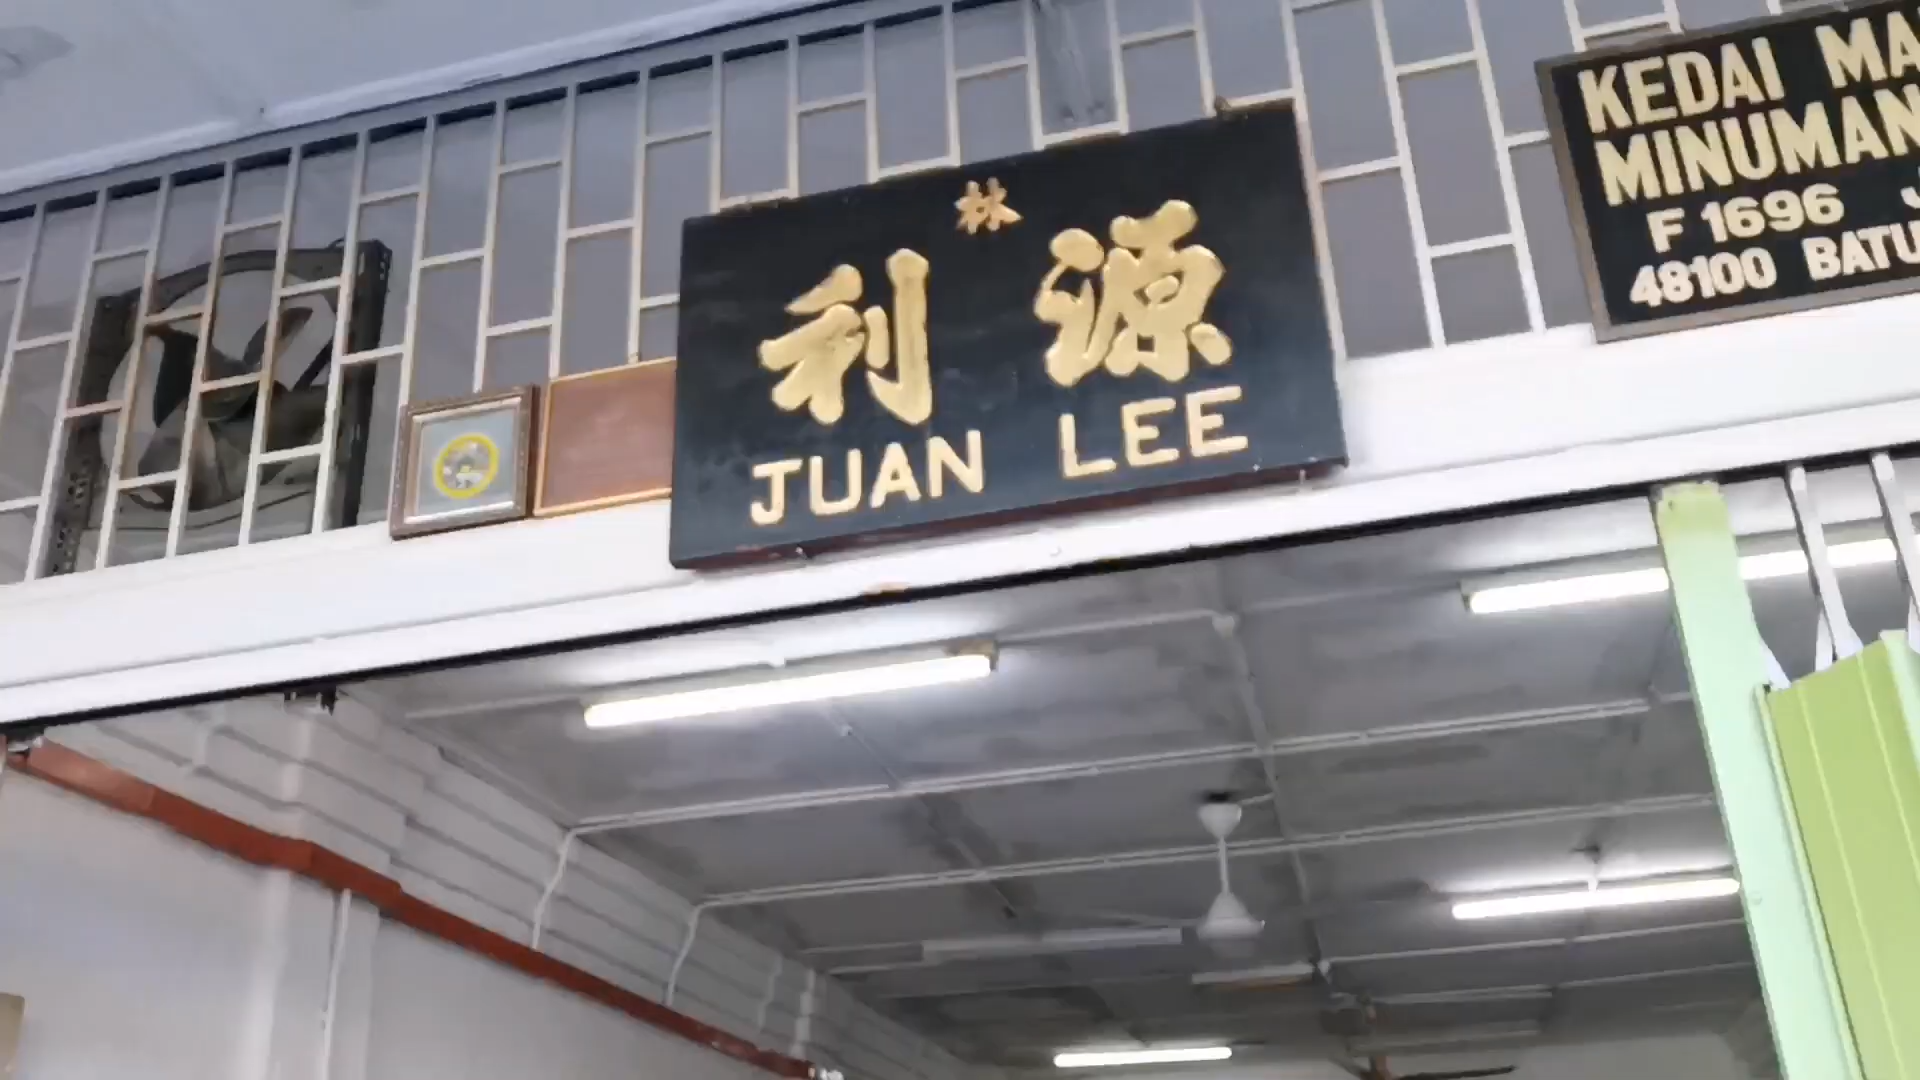 林
利 源
JUAN LEE
KEDAI MA
MINUMAN
F 1696 J
48100 BATU